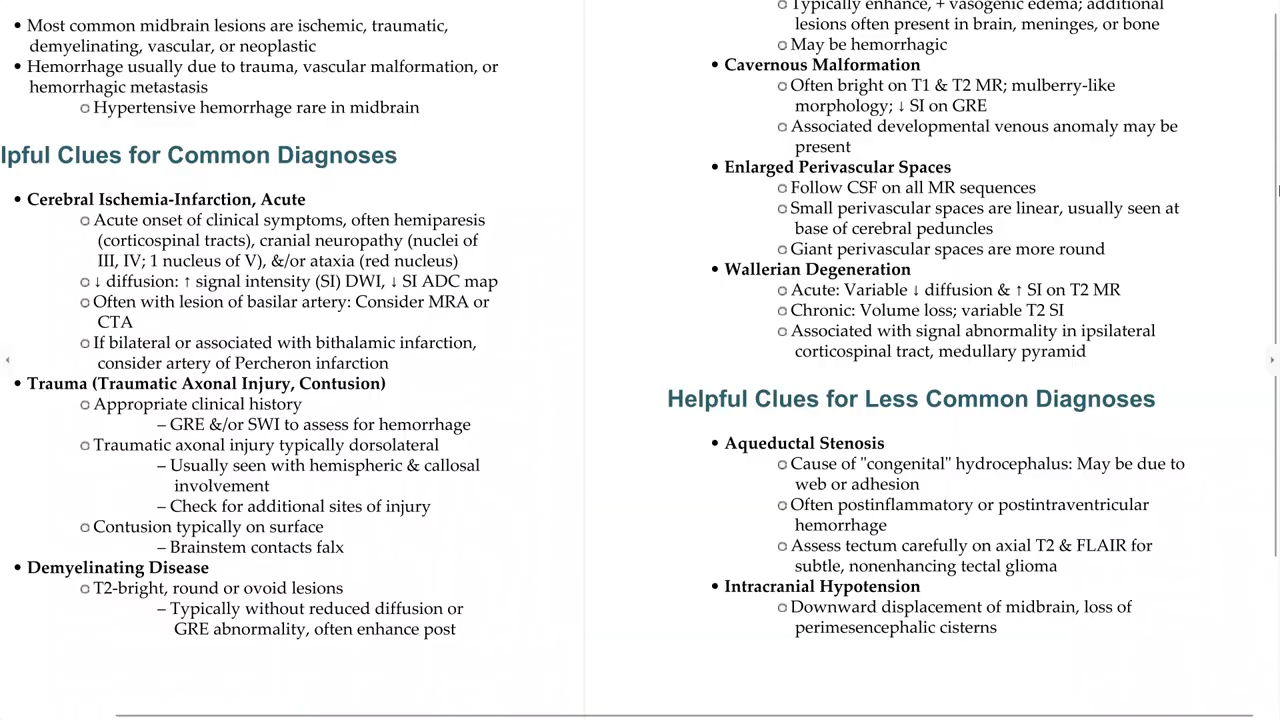 • Most common midbrain lesions are ischemic, traumatic,
demyelinating, vascular, or neoplastic
• Hemorrhage usually due to trauma, vascular malformation, or
hemorrhagic metastasis
○ Hypertensive hemorrhage rare in midbrain
lpful Clues for Common Diagnoses
• Cerebral Ischemia-Infarction, Acute
○ Acute onset of clinical symptoms, often hemiparesis
(corticospinal tracts), cranial neuropathy (nuclei of
III, IV; 1 nucleus of V), &/or ataxia (red nucleus)
○ ↓ diffusion: ↑ signal intensity (SI) DWI, ↓ SI ADC map
○ Often with lesion of basilar artery: Consider MRA or
CTA
○ If bilateral or associated with bithalamic infarction,
consider artery of Percheron infarction
• Trauma (Traumatic Axonal Injury, Contusion)
○ Appropriate clinical history
– GRE &/or SWI to assess for hemorrhage
○ Traumatic axonal injury typically dorsolateral
– Usually seen with hemispheric & callosal
involvement
– Check for additional sites of injury
○ Contusion typically on surface
– Brainstem contacts falx
• Demyelinating Disease
○ T2-bright, round or ovoid lesions
– Typically without reduced diffusion or
GRE abnormality, often enhance post
○ Typically enhance, + vasogenic edema; additional
lesions often present in brain, meninges, or bone
○ May be hemorrhagic
• Cavernous Malformation
○ Often bright on T1 & T2 MR; mulberry-like
morphology; ↓ SI on GRE
○ Associated developmental venous anomaly may be
present
• Enlarged Perivascular Spaces
○ Follow CSF on all MR sequences
○ Small perivascular spaces are linear, usually seen at
base of cerebral peduncles
○ Giant perivascular spaces are more round
• Wallerian Degeneration
○ Acute: Variable ↓ diffusion & ↑ SI on T2 MR
○ Chronic: Volume loss; variable T2 SI
○ Associated with signal abnormality in ipsilateral
corticospinal tract, medullary pyramid
Helpful Clues for Less Common Diagnoses
• Aqueductal Stenosis
○ Cause of "congenital" hydrocephalus: May be due to
web or adhesion
○ Often postinflammatory or postintraventricular
hemorrhage
○ Assess tectum carefully on axial T2 & FLAIR for
subtle, nonenhancing tectal glioma
• Intracranial Hypotension
○ Downward displacement of midbrain, loss of
perimesencephalic cisterns